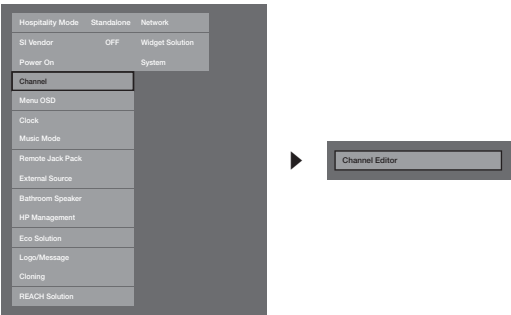 Hospitality Mode Standalone Network
SI Vendor OFF Widget Solution
Power On System
Channel
Menu OSD
Clock
Music Mode
Remote Jack Pack
External Source
Bathroom Speaker
HP Management
Eco Solution
Logo/Message
Cloning
REACH Solution
Channel Editor